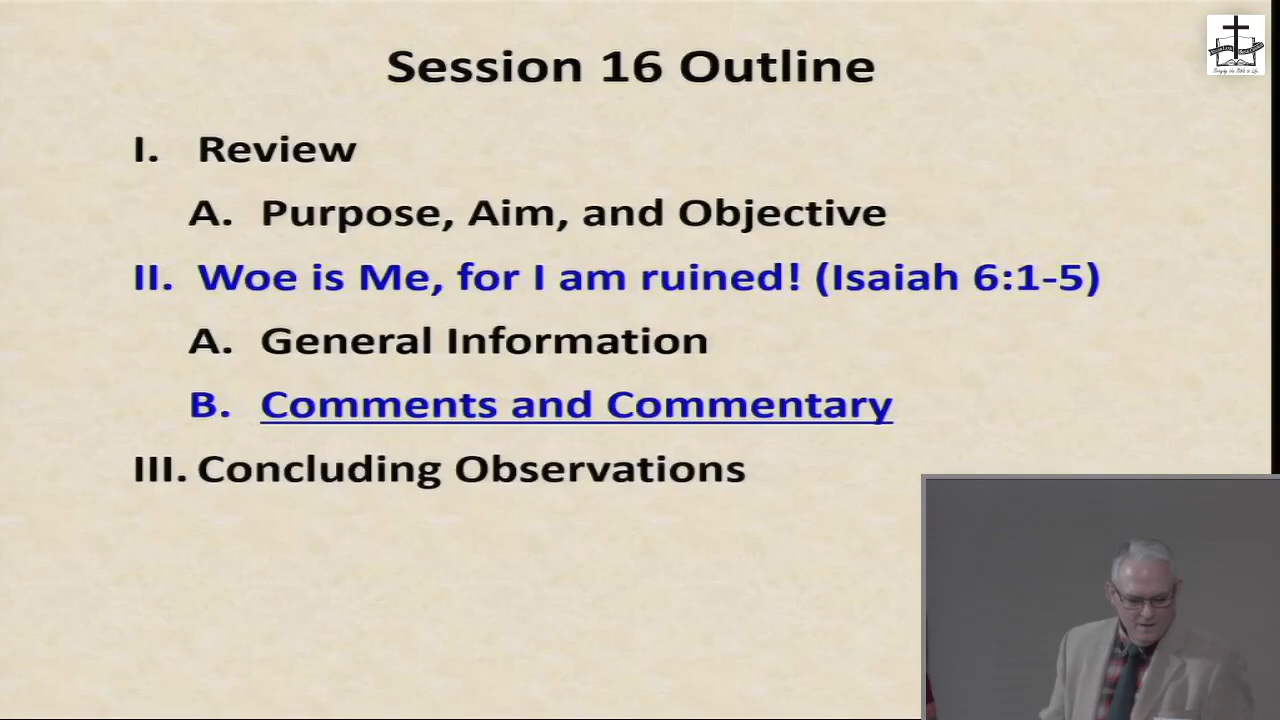 Session 16 Outline
I. Review
A. Purpose, Aim, and Objective
II. Woe is Me, for I am ruined! (Isaiah 6:1-5)
A. General Information
B. Comments and Commentary
III. Concluding Observations